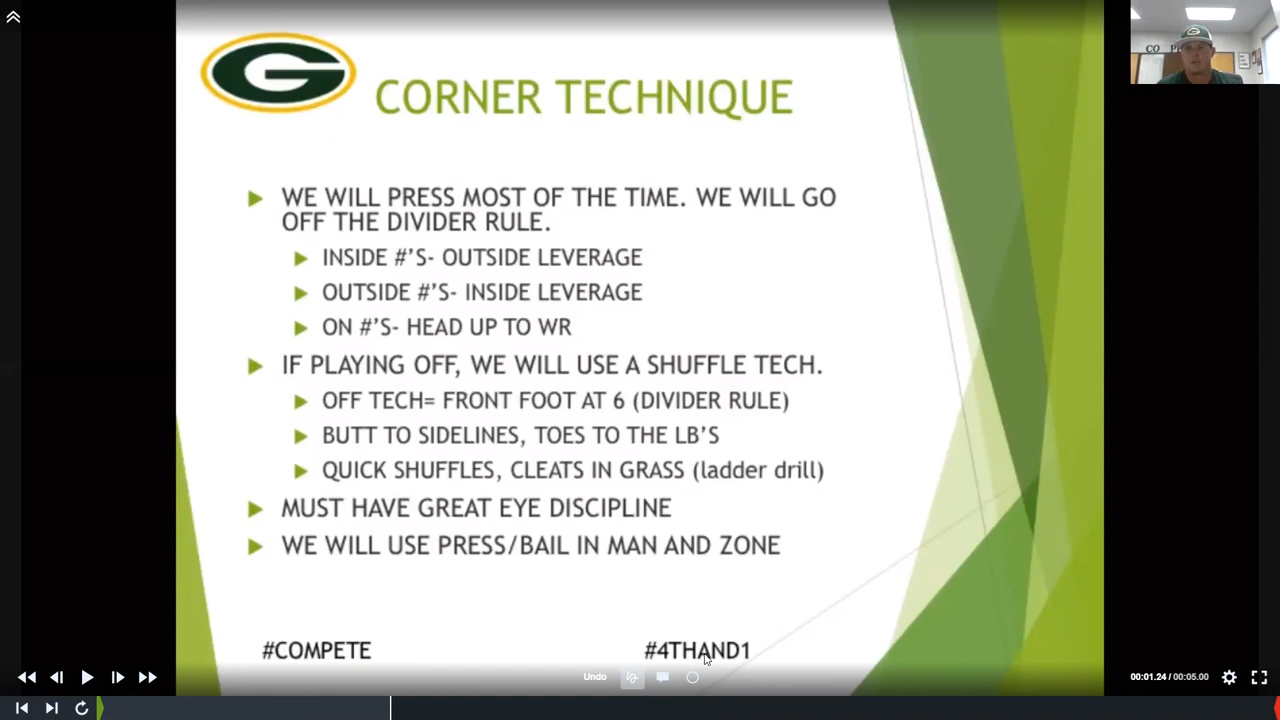 G
CORNER TECHNIQUE
WE WILL PRESS MOST OF THE TIME. WE WILL GO
OFF THE DIVIDER RULE.
INSIDE #'S- OUTSIDE LEVERAGE
OUTSIDE #'S- INSIDE LEVERAGE
ON #'S- HEAD UP TO WR
IF PLAYING OFF, WE WILL USE A SHUFFLE TECH.
OFF TECH= FRONT FOOT AT 6 (DIVIDER RULE)
BUTT TO SIDELINES, TOES TO THE LB'S
QUICK SHUFFLES, CLEATS IN GRASS (ladder drill)
MUST HAVE GREAT EYE DISCIPLINE
WE WILL USE PRESS/BAIL IN MAN AND ZONE
#COMPETE #4THAND1
Undo
00:01.24 / 00:05.00